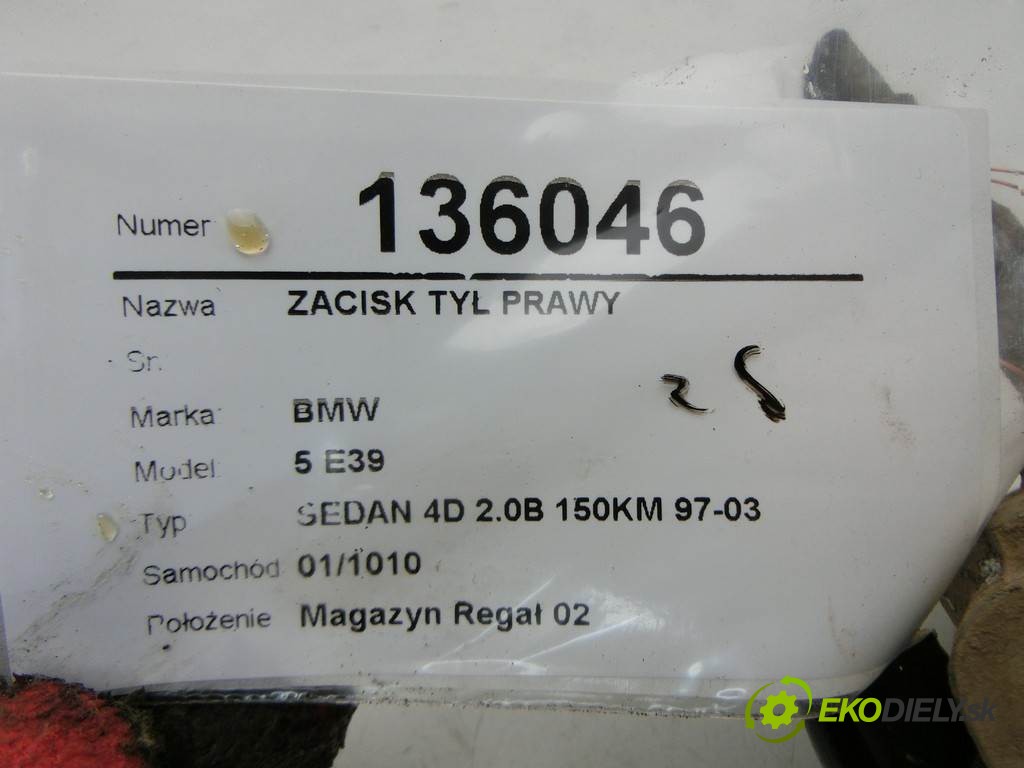 Numer 136046
Nazwa ZACISK TYŁ PRAWY
Sr.
Marka BMW
Model 5 E39
Typ SEDAN 4D 2.0B 150KM 97-03
Samochód 01/1010
Położenie Magazyn Regał 02
EKODIELY.sk